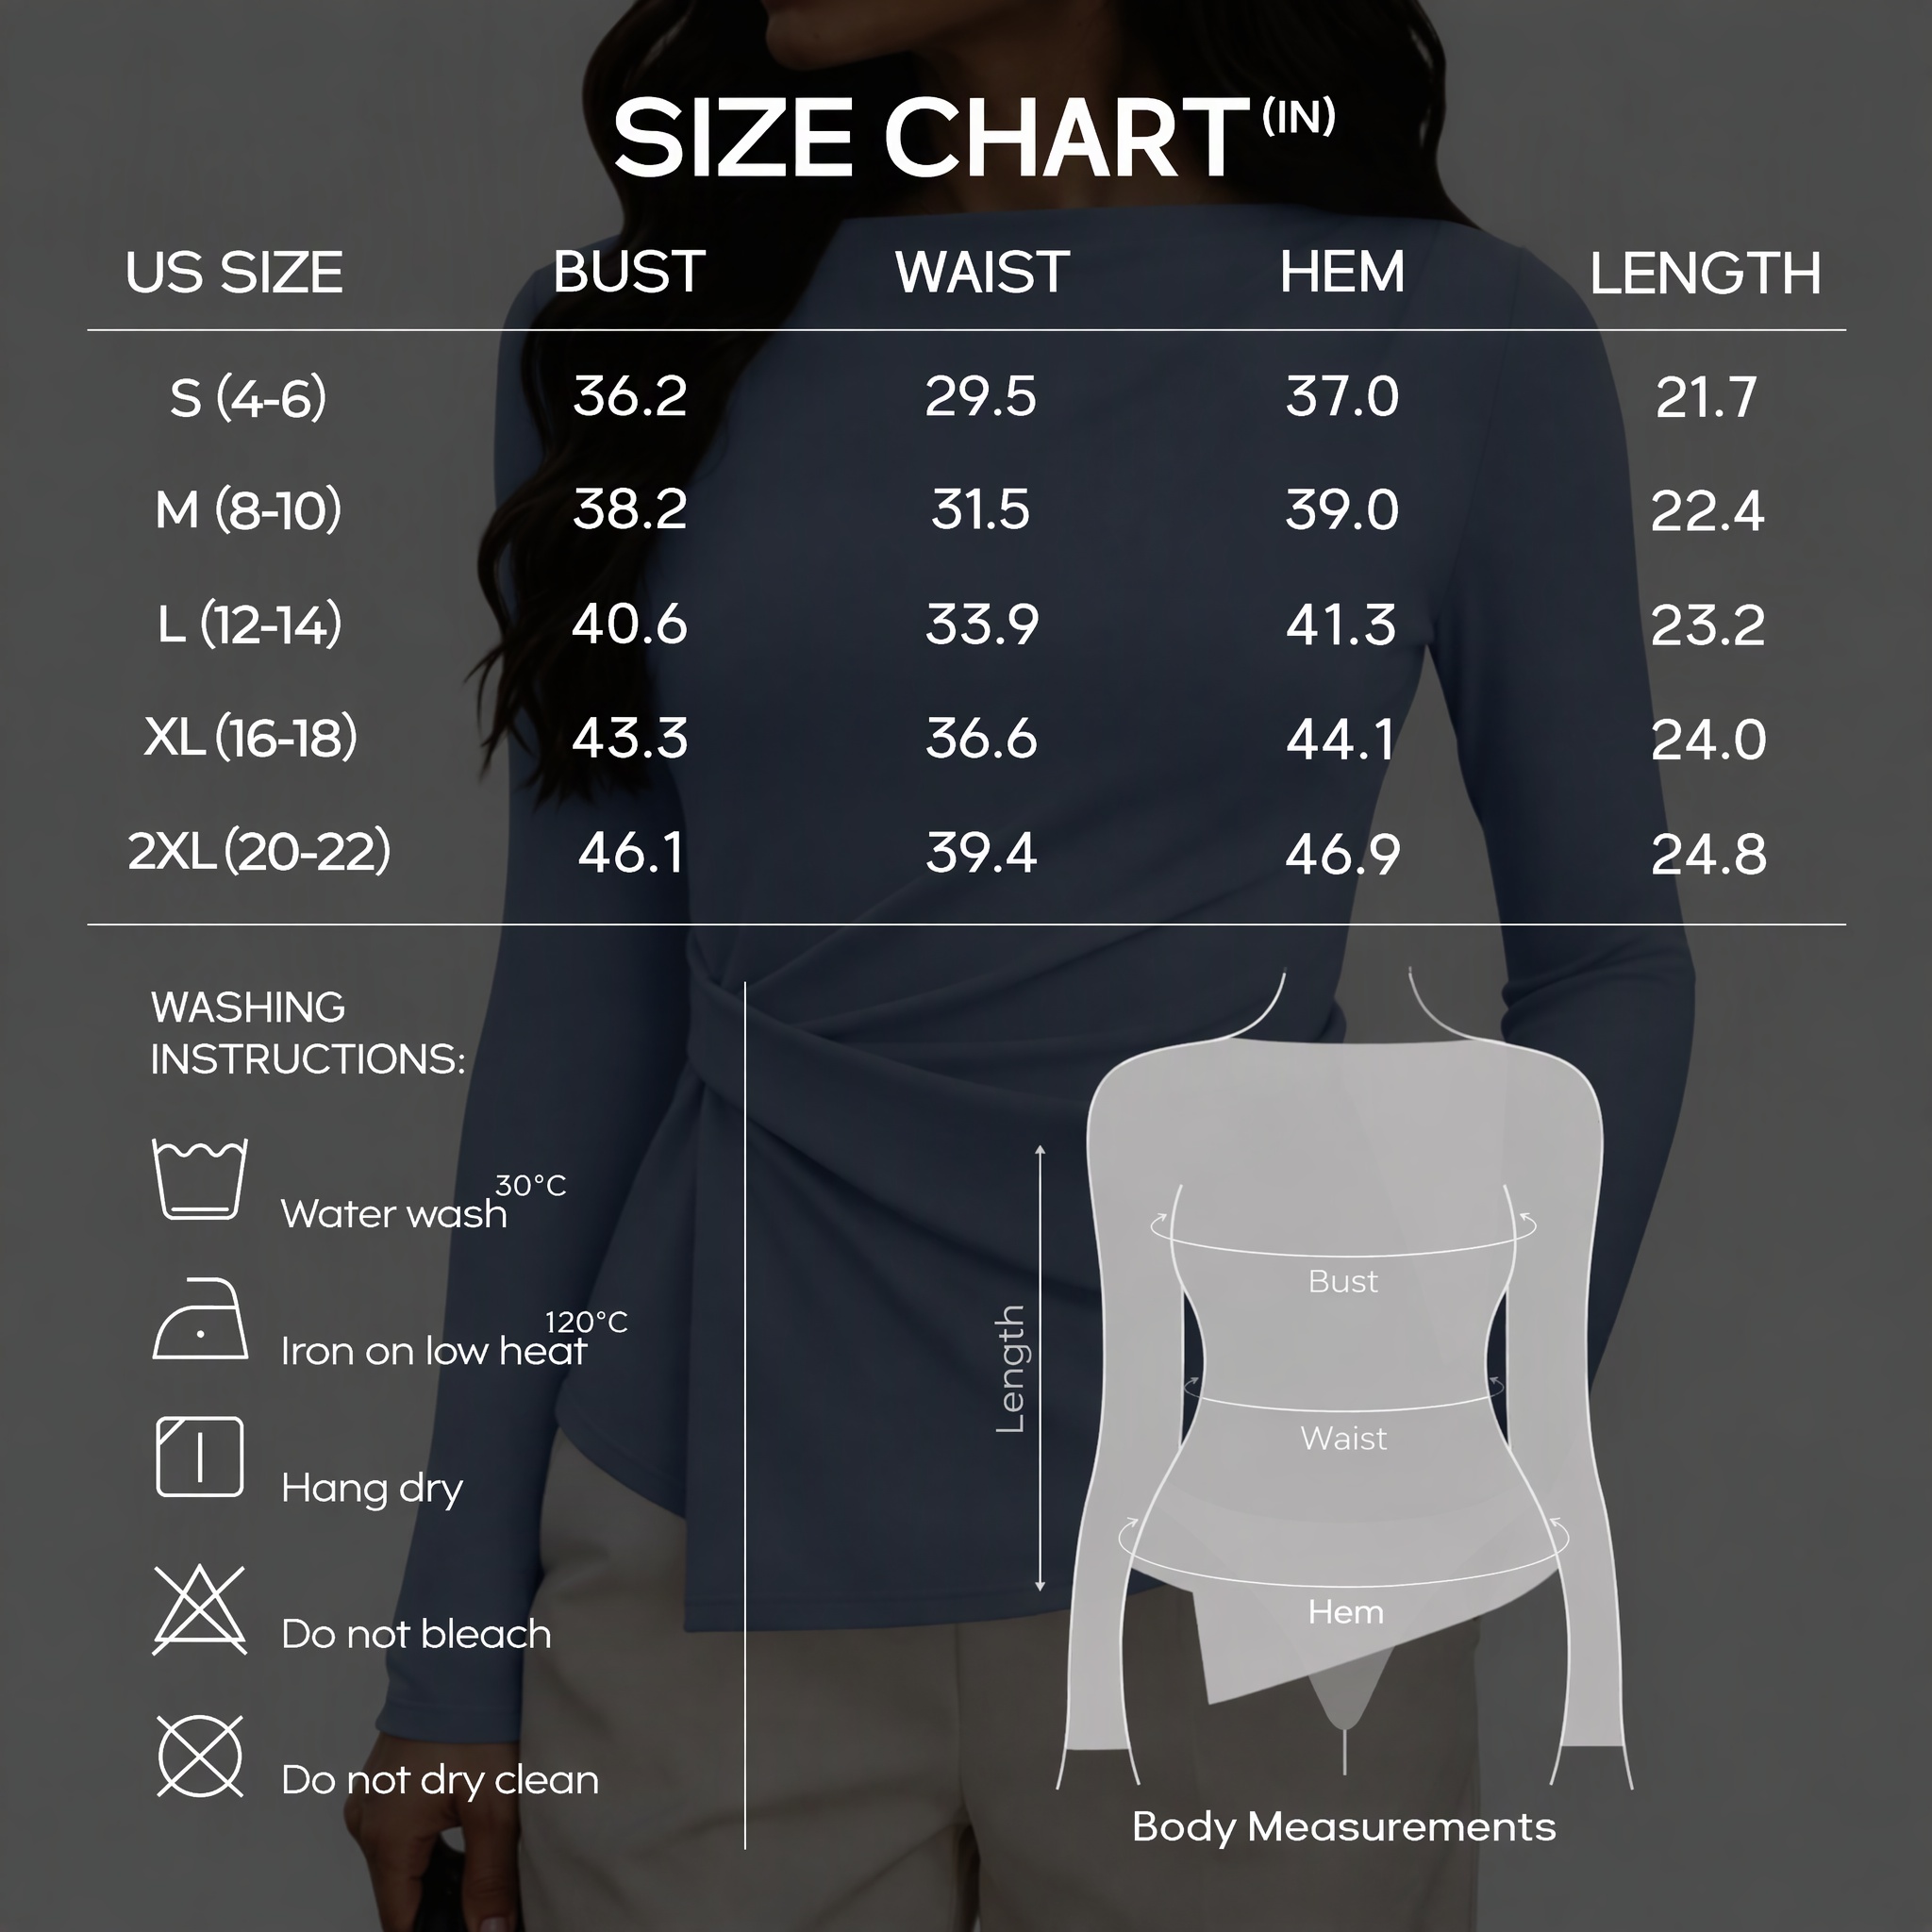 SIZE CHART (IN)
US SIZE BUST WAIST HEM LENGTH
S (4-6) 36.2 29.5 37.0 21.7
M (8-10) 38.2 31.5 39.0 22.4
L (12-14) 40.6 33.9 41.3 23.2
XL (16-18) 43.3 36.6 44.1 24.0
2XL (20-22) 46.1 39.4 46.9 24.8
WASHING
INSTRUCTIONS:
Water wash 30°C
Iron on low heat 120°C
Hang dry
Do not bleach
Do not dry clean
Length
Bust
Waist
Hem
Body Measurements